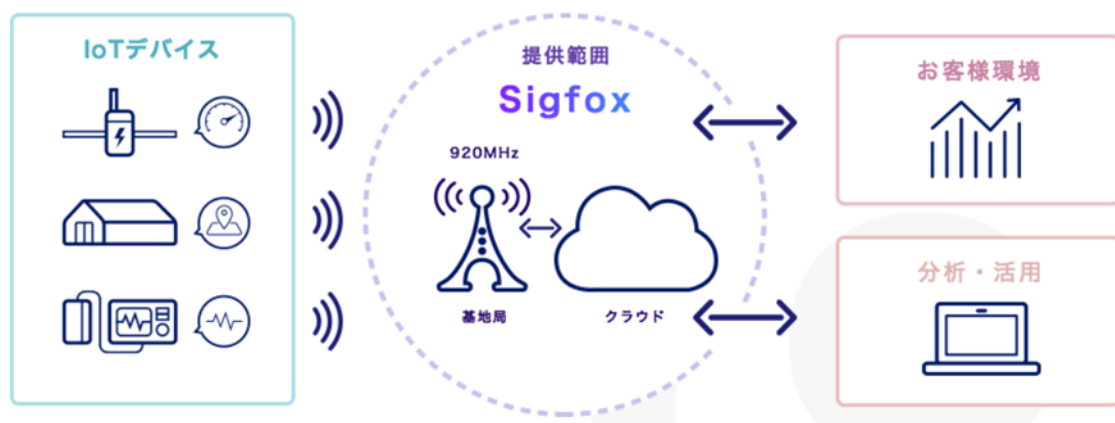 IoTデバイス
提供範囲
Sigfox
920MHz
基地局
クラウド
お客様環境
分析・活用